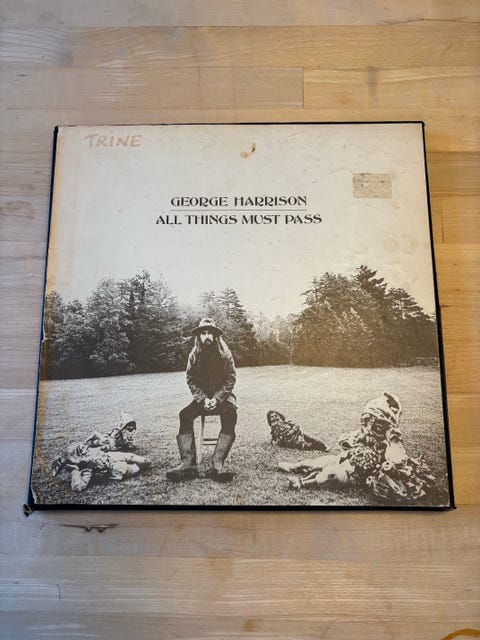 TRINE
GEORGE HARRISON
ALL THINGS MUST PASS